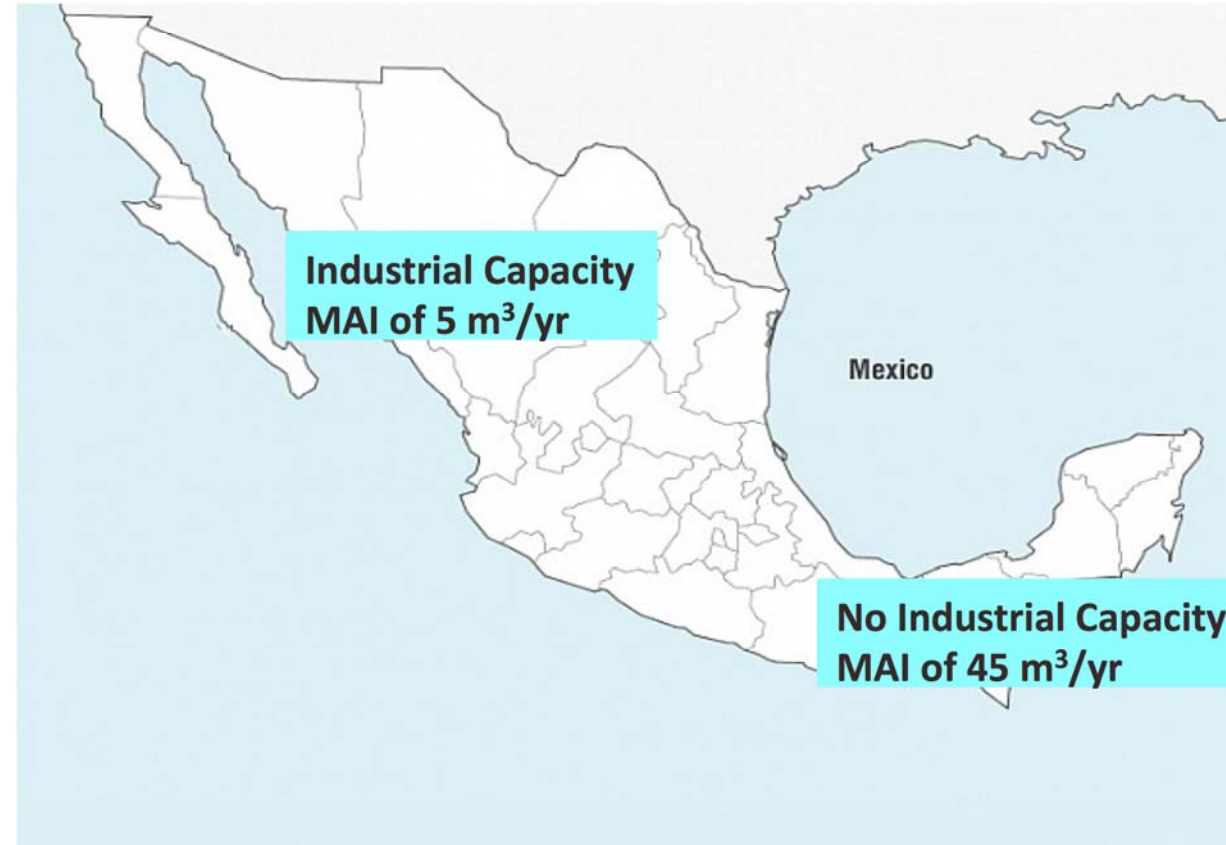 Industrial Capacity
MAI of 5 m³/yr
Mexico
No Industrial Capacity
MAI of 45 m³/yr